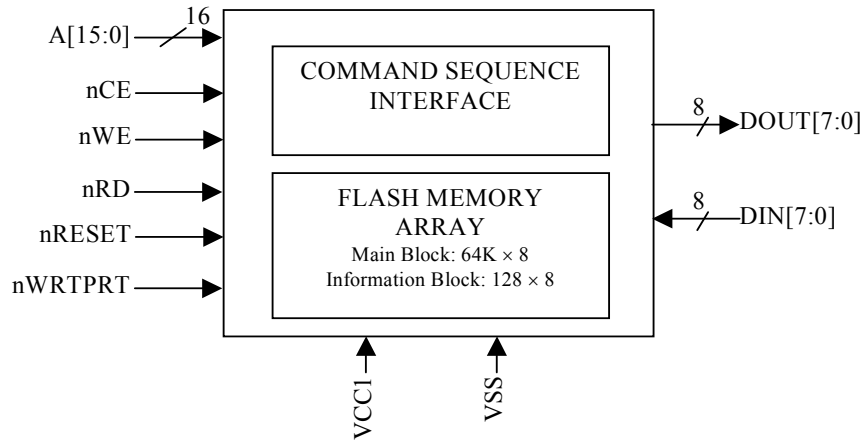 16
A[15:0]
nCE
nWE
nRD
nRESET
nWRTPRT
COMMAND SEQUENCE
INTERFACE
FLASH MEMORY
ARRAY
Main Block: 64K × 8
Information Block: 128 × 8
8
DOUT[7:0]
8
DIN[7:0]
VCC1
VSS